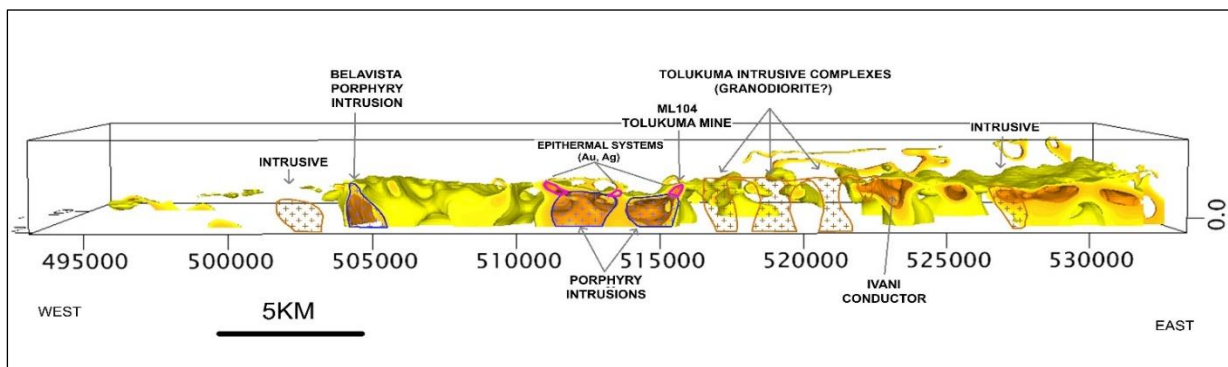 BELAVISTA
PORPHYRY
INTRUSION
TOLUKUMA INTRUSIVE COMPLEXES
(GRANODIORITE?)
ML104
TOLUKUMA MINE
EPITHERMAL SYSTEMS
(Au, Ag)
INTRUSIVE
INTRUSIVE
0.0
495000 500000 505000 510000 515000 520000 525000 530000
PORPHYRY
INTRUSIONS
IVANI
CONDUCTOR
WEST
5KM
EAST